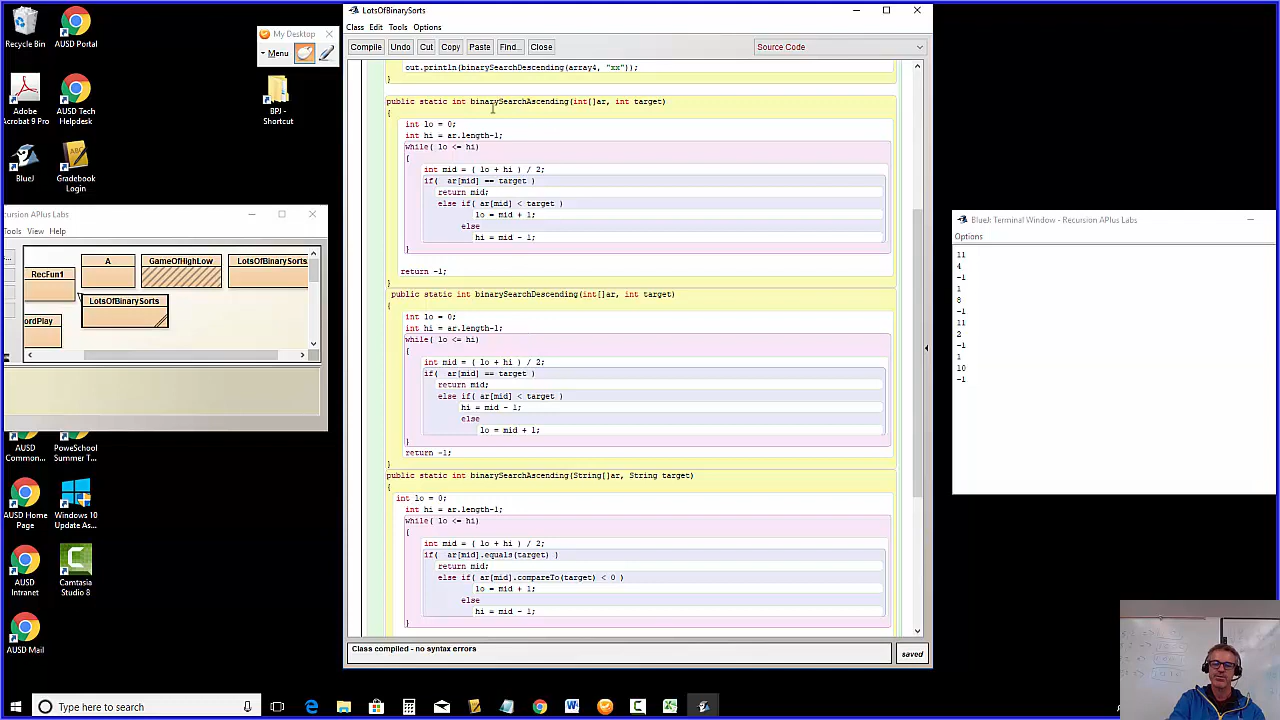 Recycle Bin
AUSD Portal
Adobe
Acrobat 9 Pro
AUSD Tech
Helpdesk
BPJ -
Shortcut
BlueJ
Gradebook
Login
My Desktop
Menu
LotsOfBinarySorts
Class Edit Tools Options
Compile Undo Cut Copy Paste Find... Close Source Code
out.println(binarySearchDescending(array4, "xx"));
}
public static int binarySearchAscending(int[]ar, int target)
{
int lo = 0;
int hi = ar.length-1;
while( lo <= hi)
{
int mid = ( lo + hi ) / 2;
if( ar[mid] == target )
return mid;
else if( ar[mid] < target )
lo = mid + 1;
else
hi = mid - 1;
}
return -1;
}
public static int binarySearchDescending(int[]ar, int target)
{
int lo = 0;
int hi = ar.length-1;
while( lo <= hi)
{
int mid = ( lo + hi ) / 2;
if( ar[mid] == target )
return mid;
else if( ar[mid] < target )
hi = mid - 1;
else
lo = mid + 1;
}
return -1;
}
public static int binarySearchAscending(String[]ar, String target)
{
int lo = 0;
int hi = ar.length-1;
while( lo <= hi)
{
int mid = ( lo + hi ) / 2;
if( ar[mid].equals(target) )
return mid;
else if( ar[mid].compareTo(target) < 0 )
lo = mid + 1;
else
hi = mid - 1;
}
Class compiled - no syntax errors
saved
cursion APlus Labs
Tools View Help
A
GameOfHighLow
LotsOfBinarySorts
RecFun1
LotsOfBinarySorts
ordPlay
AUSD
Common...
PoweSchool
Summer T...
AUSD Home
Page
Windows 10
Update As...
AUSD
Intranet
Camtasia
Studio 8
AUSD Mail
BlueJ: Terminal Window - Recursion APlus Labs
Options
11
4
-1
1
8
-1
11
2
-1
1
10
-1
Type here to search